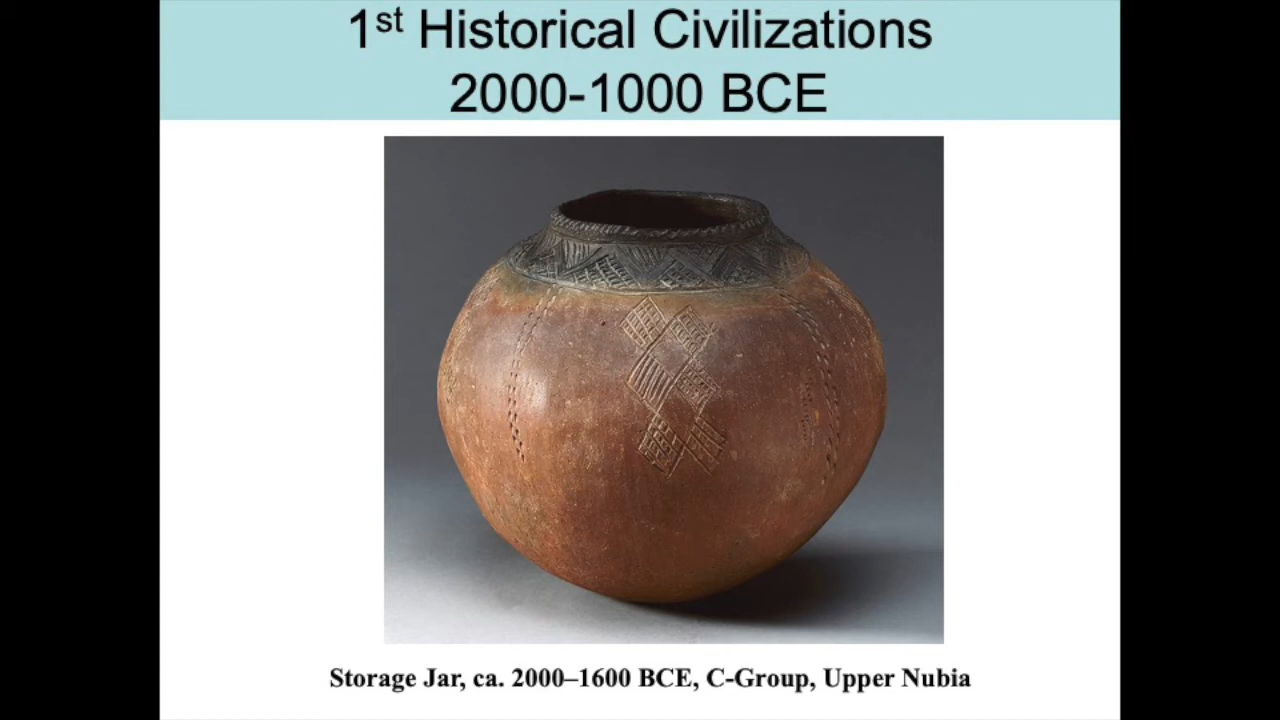 1st Historical Civilizations
2000-1000 BCE
Storage Jar, ca. 2000–1600 BCE, C-Group, Upper Nubia